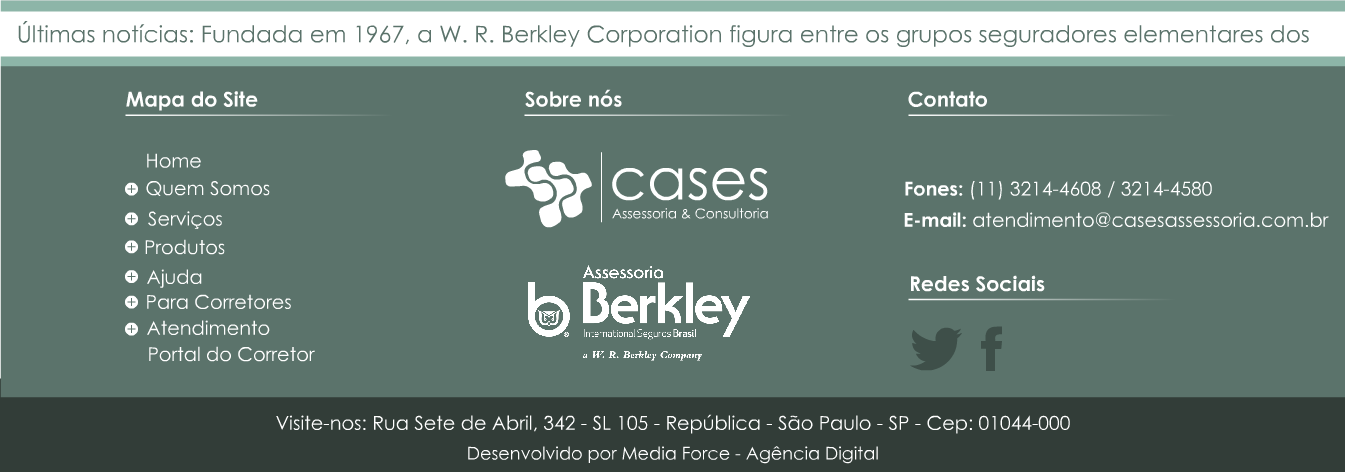 Últimas notícias: Fundada em 1967, a W. R. Berkley Corporation figura entre os grupos seguradores elementares dos
Mapa do Site
Home
Quem Somos
Serviços
Produtos
Ajuda
Para Corretores
Atendimento
Portal do Corretor
Sobre nós
cases
Assessoria & Consultoria
Assessoria
Berkley
International Seguros Brasil
a W. R. Berkley Company
Contato
Fones: (11) 3214-4608 / 3214-4580
E-mail: atendimento@casesassessoria.com.br
Redes Sociais
Visite-nos: Rua Sete de Abril, 342 - SL 105 - República - São Paulo - SP - Cep: 01044-000
Desenvolvido por Media Force - Agência Digital